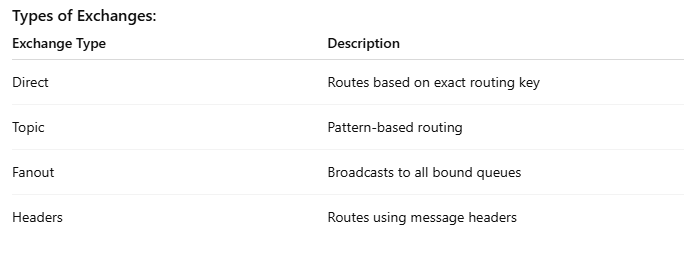 Types of Exchanges:
Exchange Type Description
Direct Routes based on exact routing key
Topic Pattern-based routing
Fanout Broadcasts to all bound queues
Headers Routes using message headers